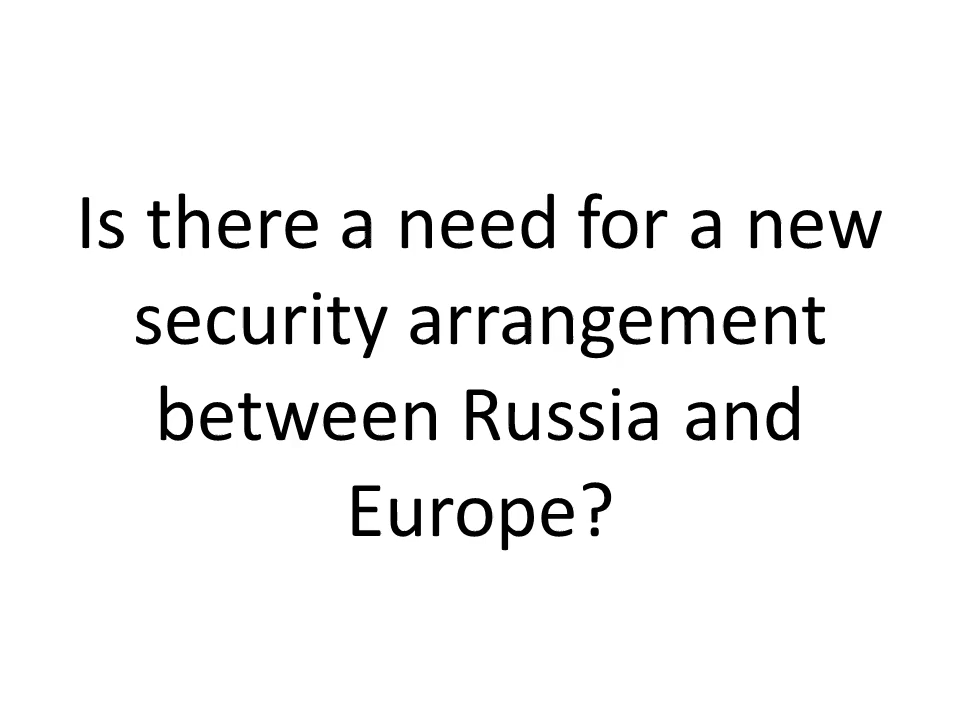 Is there a need for a new
security arrangement
between Russia and
Europe?